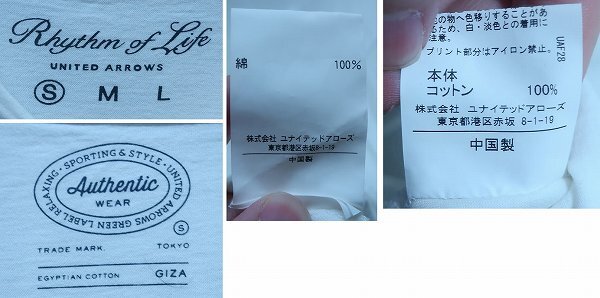 Rhythm of Life
UNITED ARROWS
Ⓢ M L
RELAXING・SPORTING & STYLE・UNITED ARROWS GREEN LABEL
Authentic
WEAR
Ⓢ
TRADE MARK. TOKYO
EGYPTIAN COTTON GIZA
綿 100%
株式会社 ユナイテッドアローズ
東京都港区赤坂8-1-19
中国製
の物へ色移りすることがあ
るため、白・淡色との着用に
注意。
プリント部分はアイロン禁止。
UAF28
本体
コットン 100%
株式会社 ユナイテッドアローズ
東京都港区赤坂 8-1-19
中国製